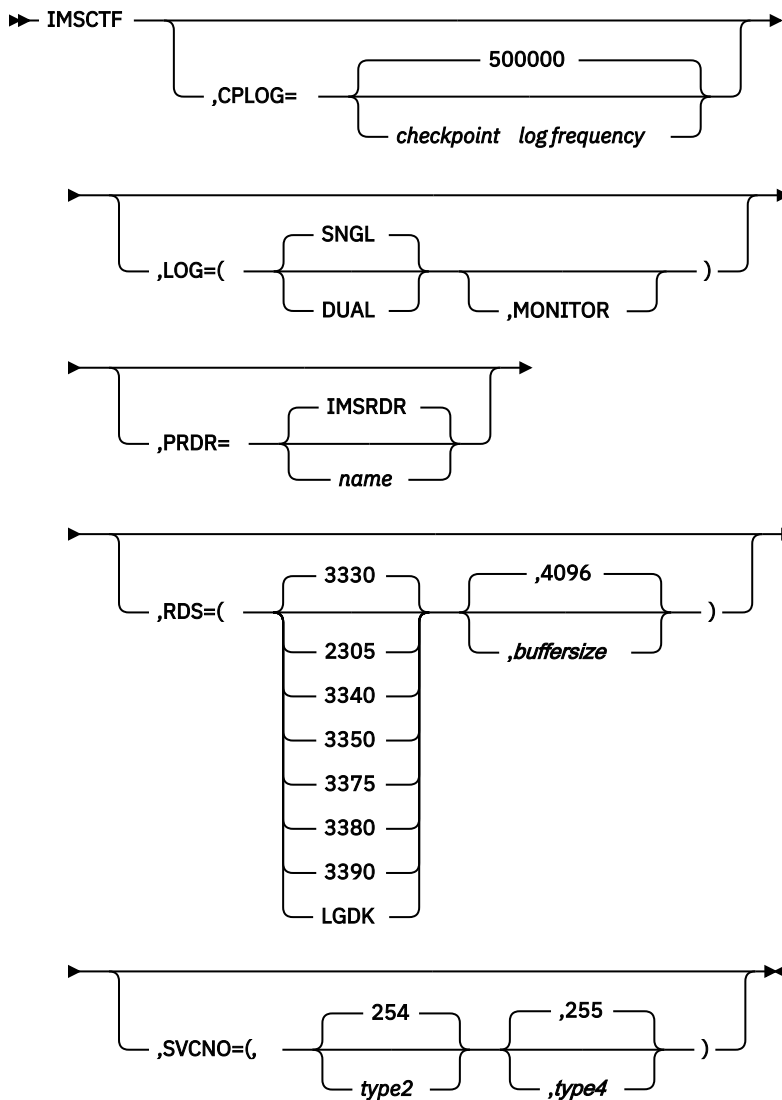 IMSCTF
500000
,CPLOG=
checkpoint log frequency
SNGL
,LOG=(
)
DUAL
,MONITOR
IMSRDR
,PRDR=
name
3330
,4096
,RDS=(
)
2305
,buffersize
3340
3350
3375
3380
3390
LGDK
254
,255
,SVCNO=(,
)
type2
,type4